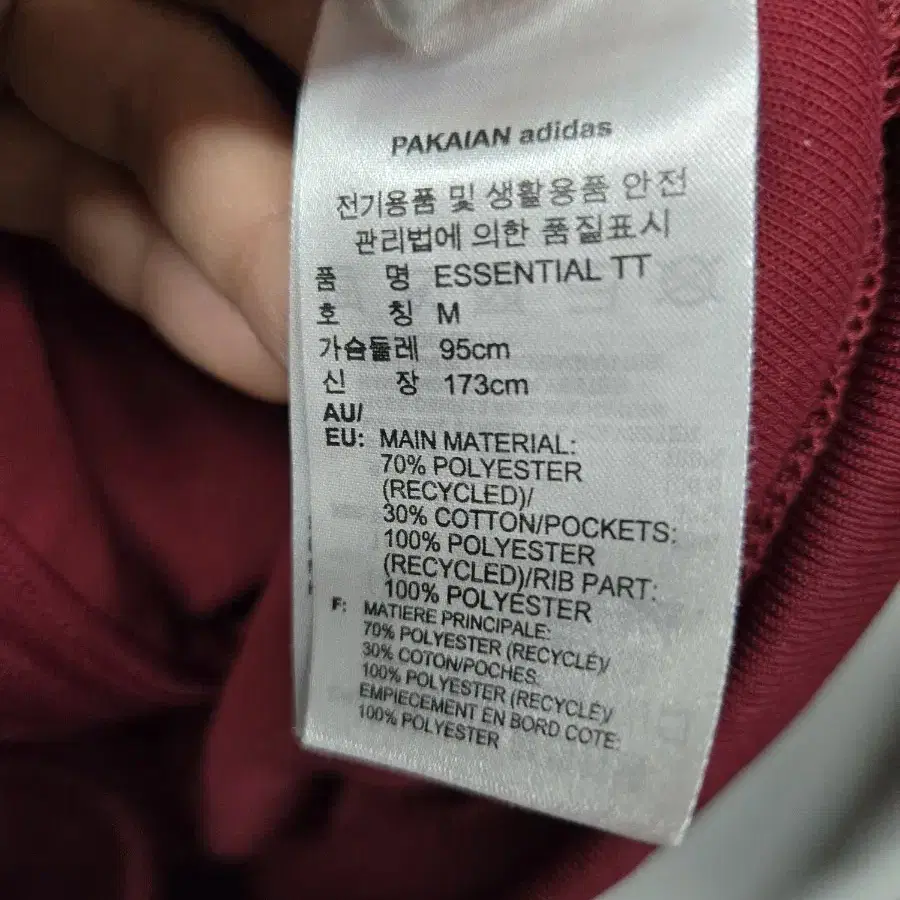 PAKAIAN adidas
전기용품 및 생활용품 안전
관리법에 의한 품질표시
품 명 ESSENTIAL TT
호 칭 M
가슴둘레 95cm
신 장 173cm
AU/
EU: MAIN MATERIAL:
70% POLYESTER
(RECYCLED)/
30% COTTON/POCKETS:
100% POLYESTER
(RECYCLED)/RIB PART:
100% POLYESTER
F: MATIERE PRINCIPALE:
70% POLYESTER (RECYCLÉ)/
30% COTON/POCHES:
100% POLYESTER (RECYCLÉ)/
EMPIECEMENT EN BORD COTE:
100% POLYESTER